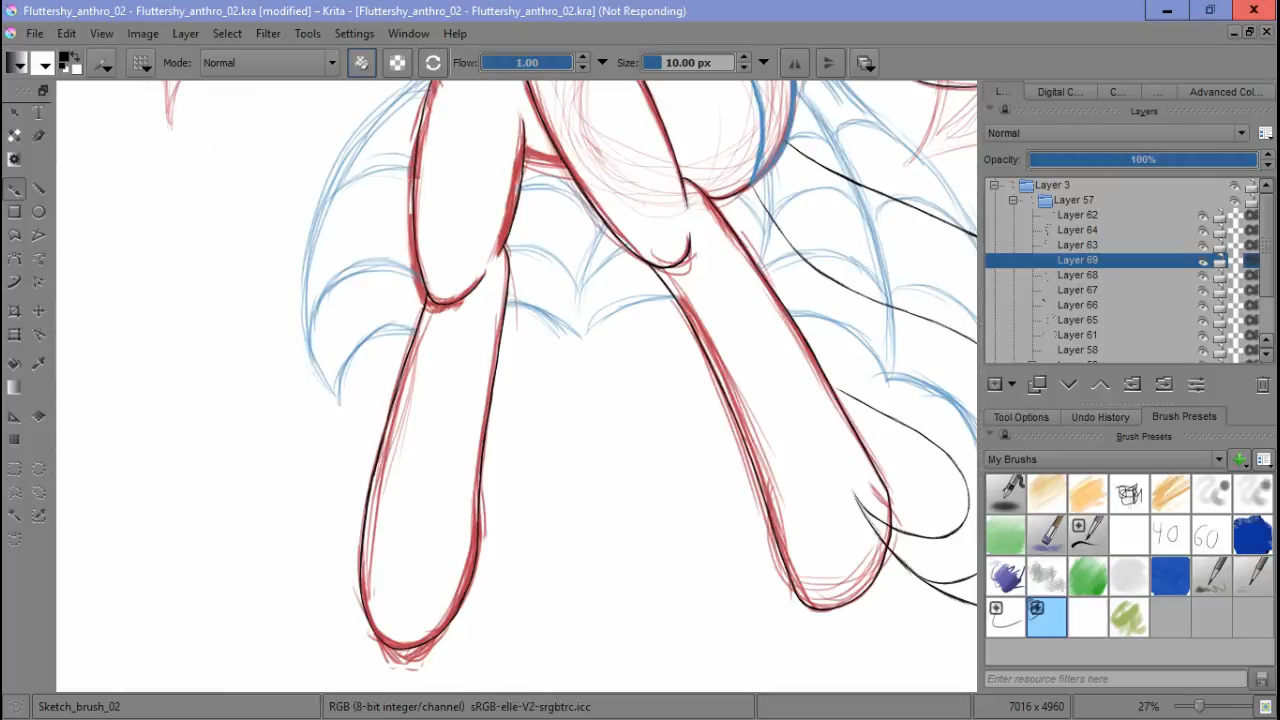 Fluttershy_anthro_02 - Fluttershy_anthro_02.kra [modified] – Krita - [Fluttershy_anthro_02 - Fluttershy_anthro_02.kra] (Not Responding)
File Edit View Image Layer Select Filter Tools Settings Window Help
Mode: Normal Flow: 1.00 Size: 10.00 px
L... Digital C... C... ... Advanced Col...
Layers
Normal
Opacity: 100%
Layer 3
Layer 57
Layer 62
Layer 64
Layer 63
Layer 69
Layer 68
Layer 67
Layer 66
Layer 65
Layer 61
Layer 58
Tool Options Undo History Brush Presets
Brush Presets
My Brushes
40 60
Enter resource filters here
Sketch_brush_02 RGB (8-bit integer/channel) sRGB-elle-V2-srgbtrc.icc 7016 x 4960 27%